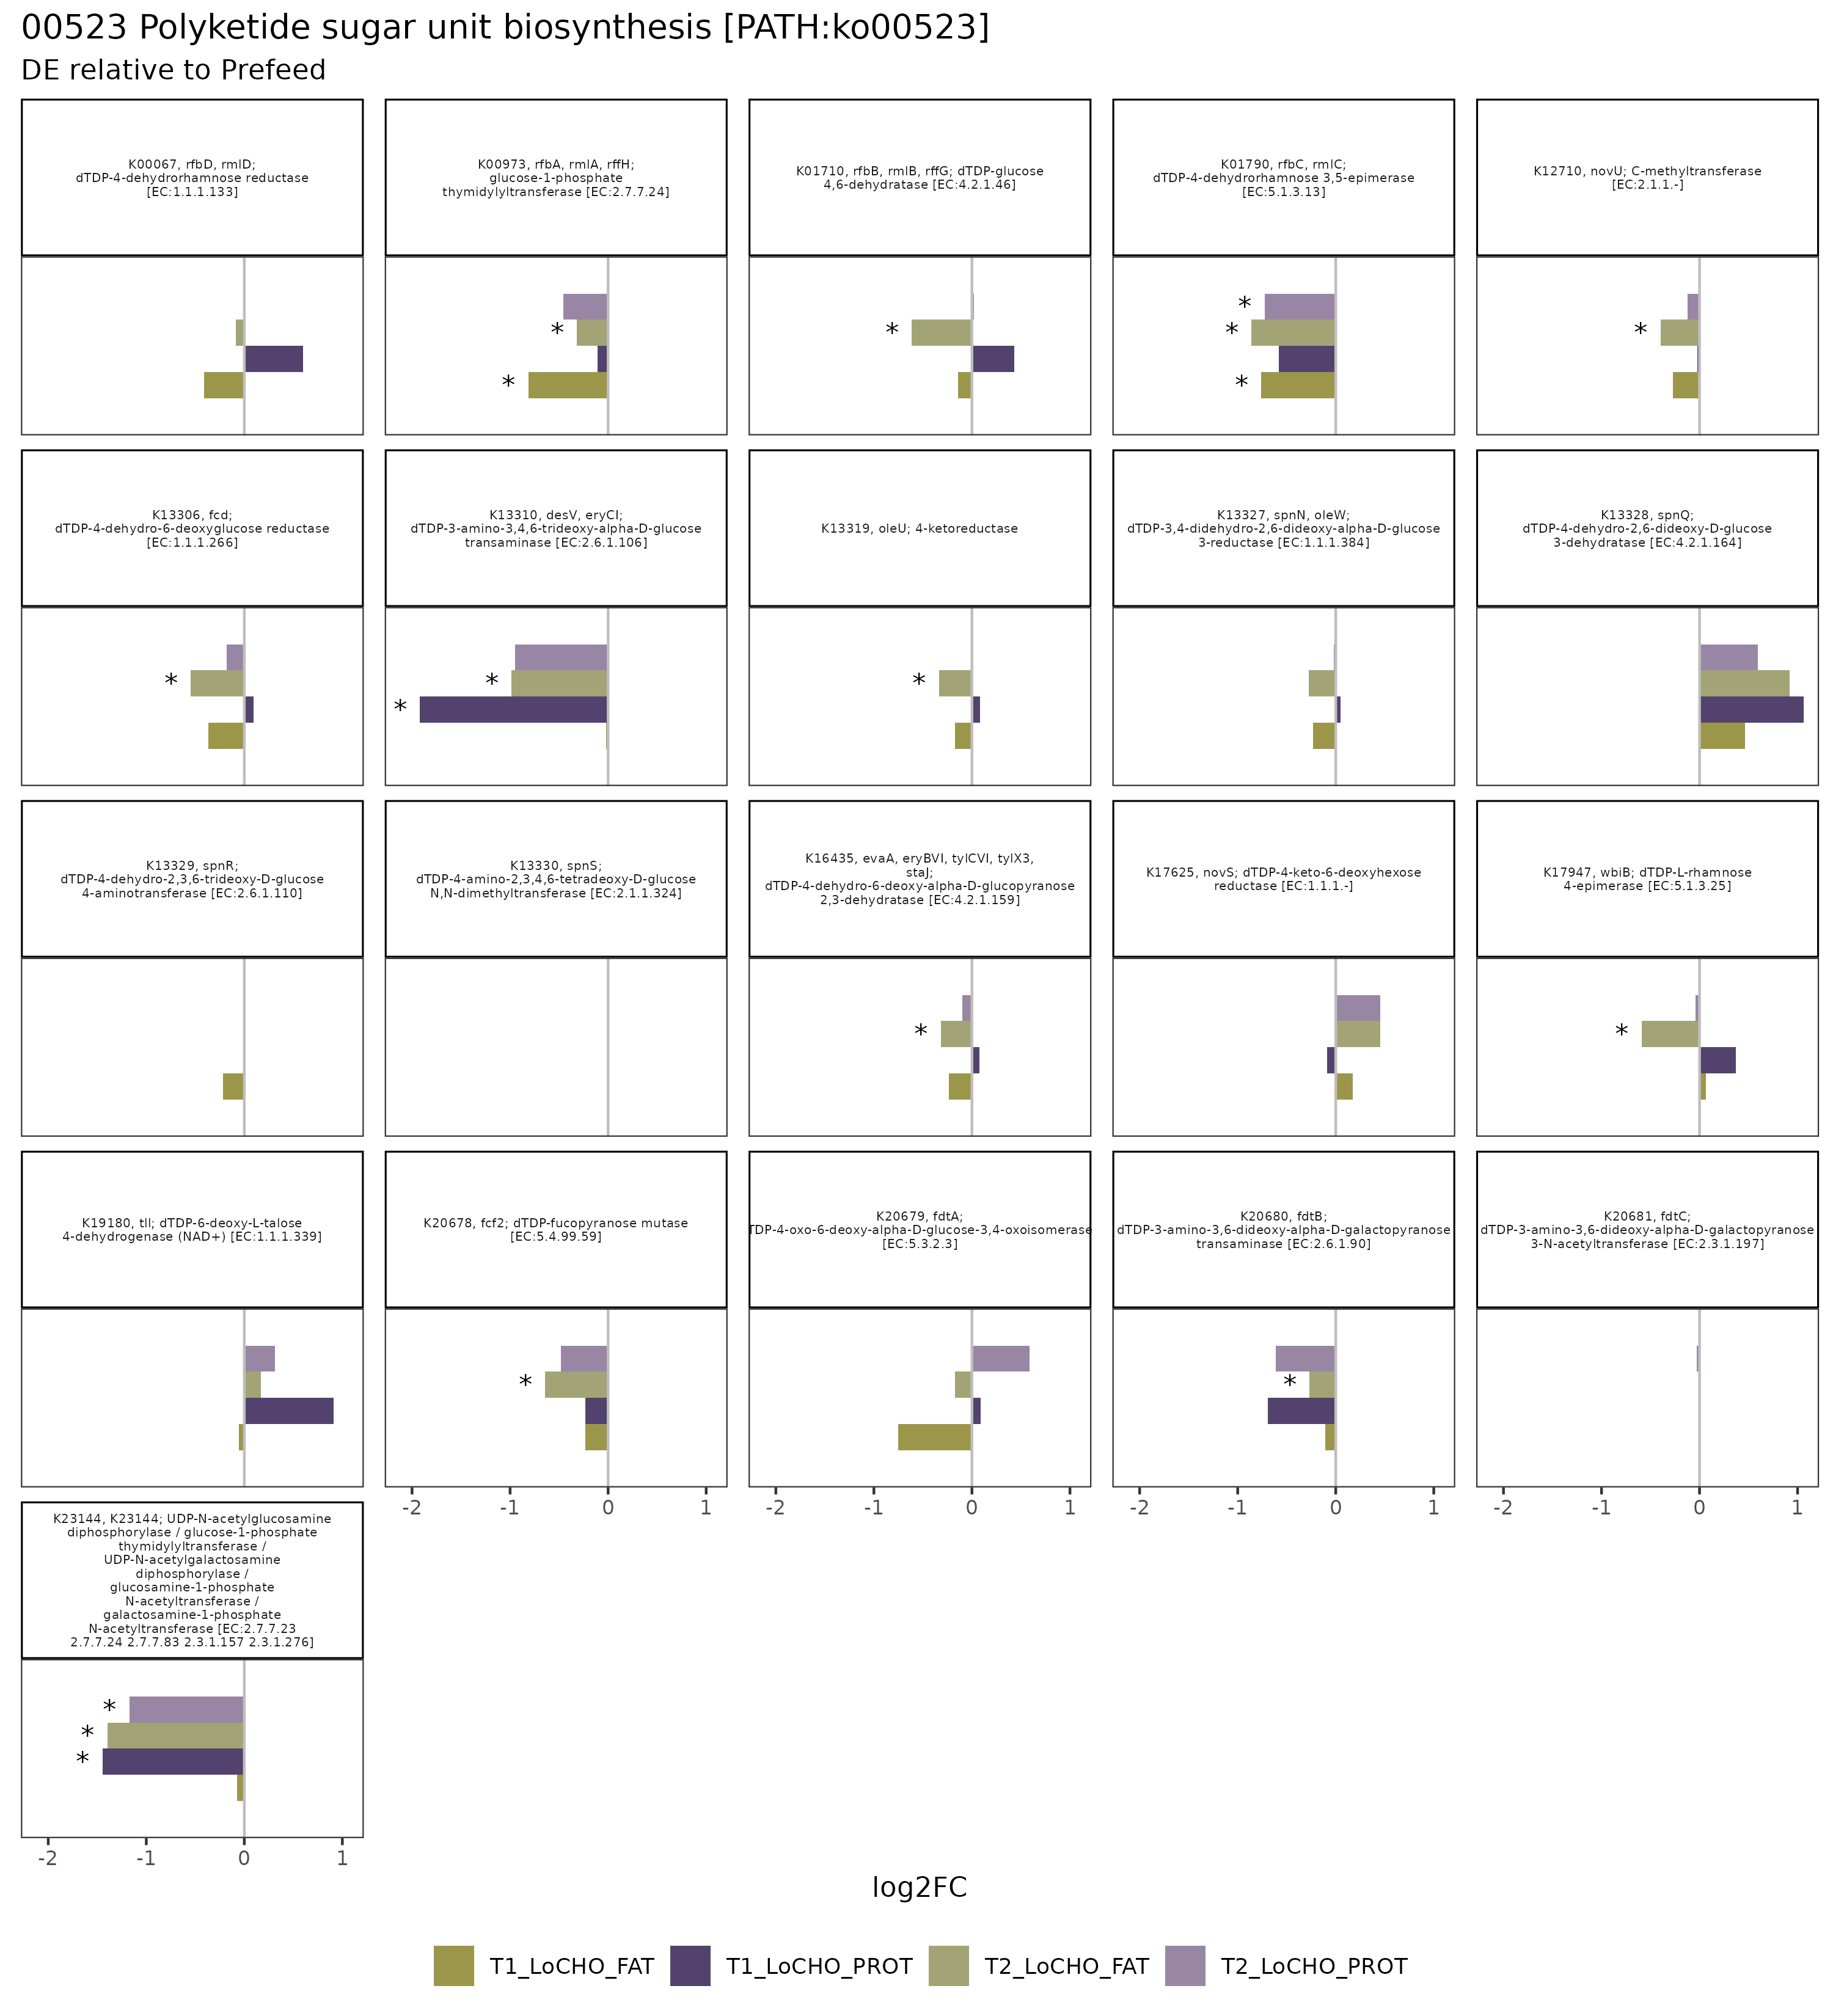 00523 Polyketide sugar unit biosynthesis [PATH:ko00523]
DE relative to Prefeed
K00067, rfbD, rmlD;
dTDP-4-dehydrorhamnose reductase
[EC:1.1.1.133]
K00973, rfbA, rmlA, rffH;
glucose-1-phosphate
thymidylyltransferase [EC:2.7.7.24]
K01710, rfbB, rmlB, rffG; dTDP-glucose
4,6-dehydratase [EC:4.2.1.46]
K01790, rfbC, rmlC;
dTDP-4-dehydrorhamnose 3,5-epimerase
[EC:5.1.3.13]
K12710, novU; C-methyltransferase
[EC:2.1.1.-]
*
*
*
*
*
*
*
K13306, fcd;
dTDP-4-dehydro-6-deoxyglucose reductase
[EC:1.1.1.266]
K13310, desV, eryCI;
dTDP-3-amino-3,4,6-trideoxy-alpha-D-glucose
transaminase [EC:2.6.1.106]
K13319, oleU; 4-ketoreductase
K13327, spnN, oleW;
dTDP-3,4-didehydro-2,6-dideoxy-alpha-D-glucose
3-reductase [EC:1.1.1.384]
K13328, spnQ;
dTDP-4-dehydro-2,6-dideoxy-D-glucose
3-dehydratase [EC:4.2.1.164]
*
*
*
*
K13329, spnR;
dTDP-4-dehydro-2,3,6-trideoxy-D-glucose
4-aminotransferase [EC:2.6.1.110]
K13330, spnS;
dTDP-4-amino-2,3,4,6-tetradeoxy-D-glucose
N,N-dimethyltransferase [EC:2.1.1.324]
K16435, evaA, eryBVI, tylCVI, tylX3,
staJ;
dTDP-4-dehydro-6-deoxy-alpha-D-glucopyranose
2,3-dehydratase [EC:4.2.1.159]
K17625, novS; dTDP-4-keto-6-deoxyhexose
reductase [EC:1.1.1.-]
K17947, wbiB; dTDP-L-rhamnose
4-epimerase [EC:5.1.3.25]
*
*
K19180, tll; dTDP-6-deoxy-L-talose
4-dehydrogenase (NAD+) [EC:1.1.1.339]
K20678, fcf2; dTDP-fucopyranose mutase
[EC:5.4.99.59]
K20679, fdtA;
TDP-4-oxo-6-deoxy-alpha-D-glucose-3,4-oxoisomerase
[EC:5.3.2.3]
K20680, fdtB;
dTDP-3-amino-3,6-dideoxy-alpha-D-galactopyranose
transaminase [EC:2.6.1.90]
K20681, fdtC;
dTDP-3-amino-3,6-dideoxy-alpha-D-galactopyranose
3-N-acetyltransferase [EC:2.3.1.197]
*
*
-2 -1 0 1
-2 -1 0 1
-2 -1 0 1
-2 -1 0 1
K23144, K23144; UDP-N-acetylglucosamine
diphosphorylase / glucose-1-phosphate
thymidylyltransferase /
UDP-N-acetylgalactosamine
diphosphorylase /
glucosamine-1-phosphate
N-acetyltransferase /
galactosamine-1-phosphate
N-acetyltransferase [EC:2.7.7.23
2.7.7.24 2.7.7.83 2.3.1.157 2.3.1.276]
*
*
*
-2 -1 0 1
log2FC
T1_LoCHO_FAT T1_LoCHO_PROT T2_LoCHO_FAT T2_LoCHO_PROT